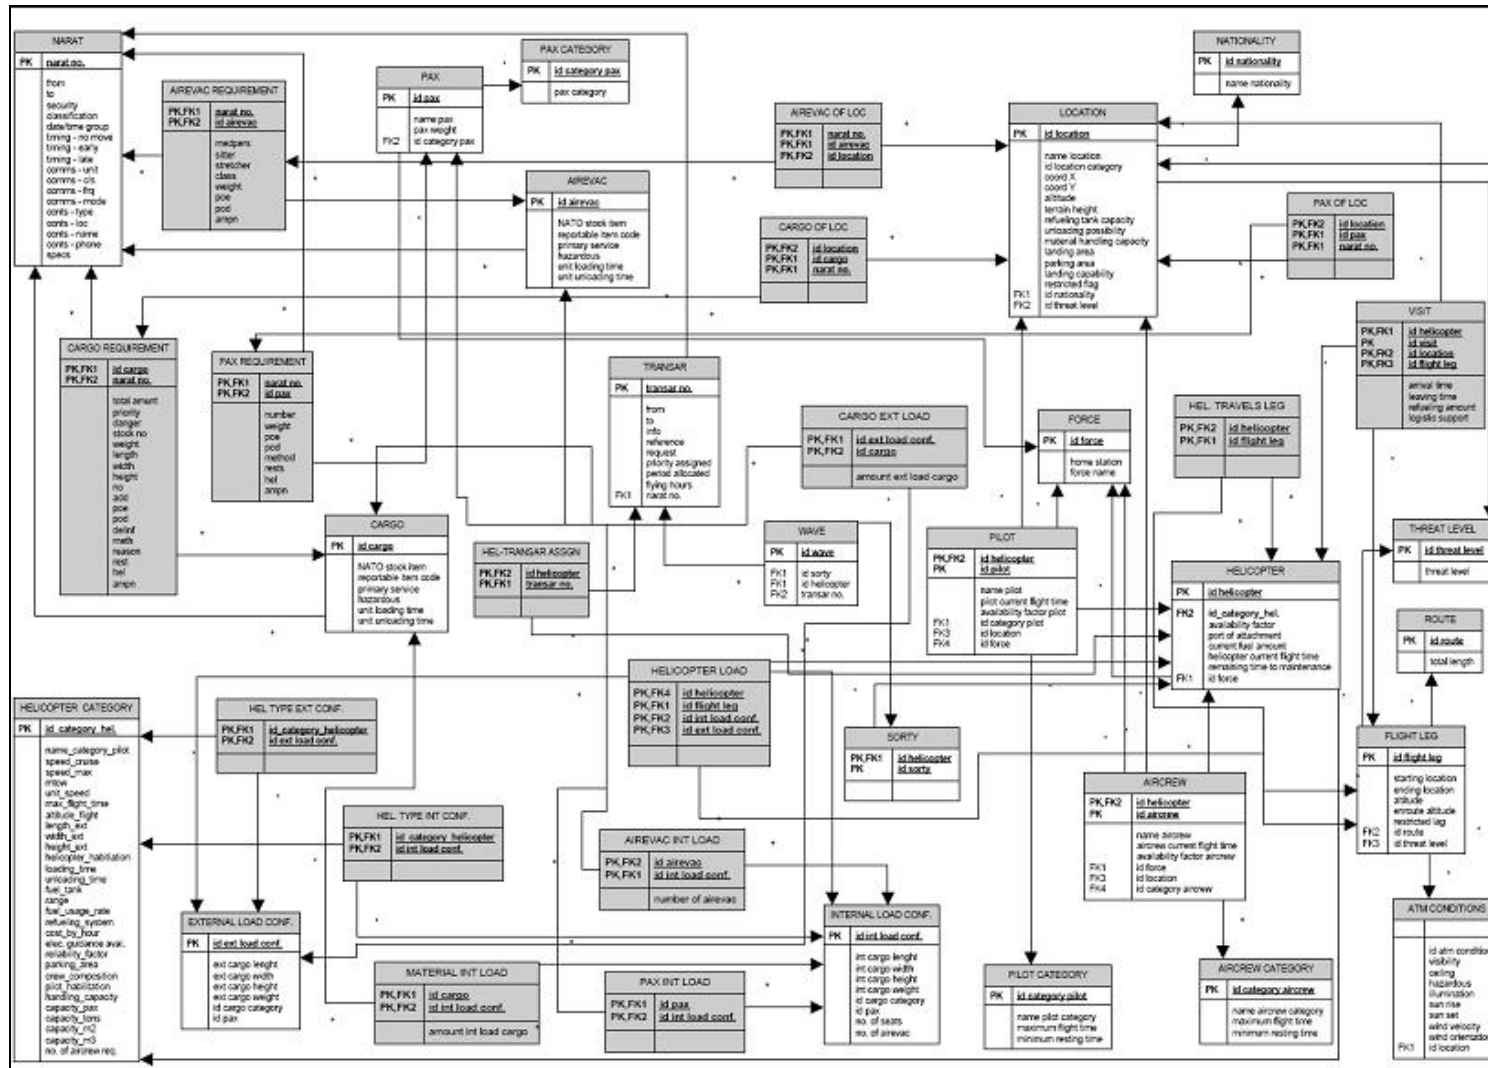 NARAT
PK narat no.
from
to
security
classification
date/time group
timing - no move
timing - early
timing - late
comms - unit
comms - c/s
comms - frq
comms - mode
conts - type
conts - loc
conts - name
conts - phone
specs
AIREVAC REQUIREMENT
PK,FK1 narat no.
PK,FK2 id airevac
medpers
sitter
stretcher
class
weight
poe
pod
ampn
PAX
PK id pax
name pax
pax weight
FK2 id category pax
PAX CATEGORY
PK id category pax
pax category
AIREVAC
PK id airevac
NATO stock item
reportable item code
primary service
hazardous
unit loading time
unit unloading time
AIREVAC OF LOC
PK,FK1 narat no.
PK,FK1 id airevac
PK,FK2 id location
CARGO OF LOC
PK,FK2 id location
PK,FK1 id cargo
PK,FK1 narat no.
LOCATION
PK id location
name location
id location category
coord X
coord Y
altitude
terrain height
refueling tank capacity
unloading possibility
material handling capacity
landing area
parking area
landing capability
restricted flag
FK1 id nationality
FK2 id threat level
NATIONALITY
PK id nationality
name nationality
PAX OF LOC
PK,FK2 id location
PK,FK1 id pax
PK,FK1 narat no.
VISIT
PK,FK1 id helicopter
PK id visit
PK,FK2 id location
PK,FK3 id flight leg
arrival time
leaving time
refueling amount
logistic support
CARGO REQUIREMENT
PK,FK1 id cargo
PK,FK2 narat no.
total amnt
priority
danger
stock no
weight
length
width
height
no
add
poe
pod
delinf
math
reason
rest
hel
ampn
PAX REQUIREMENT
PK,FK1 narat no.
PK,FK2 id pax
number
weight
poe
pod
method
rests
hel
ampn
TRANSAR
PK transar no.
from
to
info
reference
request
priority assigned
period allocated
flying hours
FK1 narat no.
CARGO EXT LOAD
PK,FK1 id ext load conf.
PK,FK2 id cargo
amount ext load cargo
FORCE
PK id force
home station
force name
HEL. TRAVELS LEG
PK,FK2 id helicopter
PK,FK1 id flight leg
CARGO
PK id cargo
NATO stock item
reportable item code
primary service
hazardous
unit loading time
unit unloading time
HEL-TRANSAR ASSGN
PK,FK2 id helicopter
PK,FK1 transar no.
WAVE
PK id wave
FK1 id sorty
FK1 id helicopter
FK2 transar no.
PILOT
PK,FK2 id helicopter
PK id pilot
name pilot
pilot current flight time
availability factor pilot
FK1 id category pilot
FK3 id location
FK4 id force
HELICOPTER
PK id helicopter
FK2 id_category_hel.
availability factor
port of attachment
current fuel amount
helicopter current flight time
remaining time to maintenance
FK1 id force
THREAT LEVEL
PK id threat level
threat level
ROUTE
PK id route
total length
HELICOPTER CATEGORY
PK id_category_hel.
name_category_pilot
speed_cruise
speed_max
mtow
unit_speed
max_flight_time
altitude_flight
length_ext
width_ext
height_ext
helicopter_habilitation
loading_time
unloading_time
fuel_tank
range
fuel_usage_rate
refueling_system
cost_by_hour
elec. guidance avai.
reliability_factor
parking_area
crew_composition
pilot_habilitation
handling_capacity
capacity_pax
capacity_tons
capacity_m2
capacity_m3
no. of aircrew req.
HEL TYPE EXT CONF.
PK,FK1 id_category_helicopter
PK,FK2 id ext load conf.
HELICOPTER LOAD
PK,FK4 id helicopter
PK,FK1 id flight leg
PK,FK2 id int load conf.
PK,FK3 id ext load conf.
SORTY
PK,FK1 id helicopter
PK id sorty
FLIGHT LEG
PK id flight leg
starting location
ending location
altitude
enroute altitude
restricted lag
FK2 id route
FK3 id threat level
AIRCREW
PK,FK2 id helicopter
PK id aircrew
name aircrew
aircrew current flight time
availability factor aircrew
FK1 id force
FK3 id location
FK4 id category aircrew
HEL. TYPE INT CONF.
PK,FK1 id category helicopter
PK,FK2 id int load conf.
AIREVAC INT LOAD
PK,FK2 id airevac
PK,FK1 id int load conf.
number of airevac
EXTERNAL LOAD CONF.
PK id ext load conf.
ext cargo lenght
ext cargo width
ext cargo height
ext cargo weight
id cargo category
id pax
MATERIAL INT LOAD
PK,FK1 id cargo
PK,FK2 id int load conf.
amount int load cargo
PAX INT LOAD
PK,FK1 id pax
PK,FK2 id int load conf.
INTERNAL LOAD CONF.
PK id int load conf.
int cargo lenght
int cargo width
int cargo height
int cargo weight
id cargo category
id pax
no. of seats
no. of airevac
PILOT CATEGORY
PK id category pilot
name pilot category
maximum flight time
minimum resting time
AIRCREW CATEGORY
PK id category aircrew
name aircrew category
maximum flight time
minimum resting time
ATM CONDITIONS
id atm condition
visibility
ceiling
hazardous
illumination
sun rise
sun set
wind velocity
wind orientation
FK1 id location